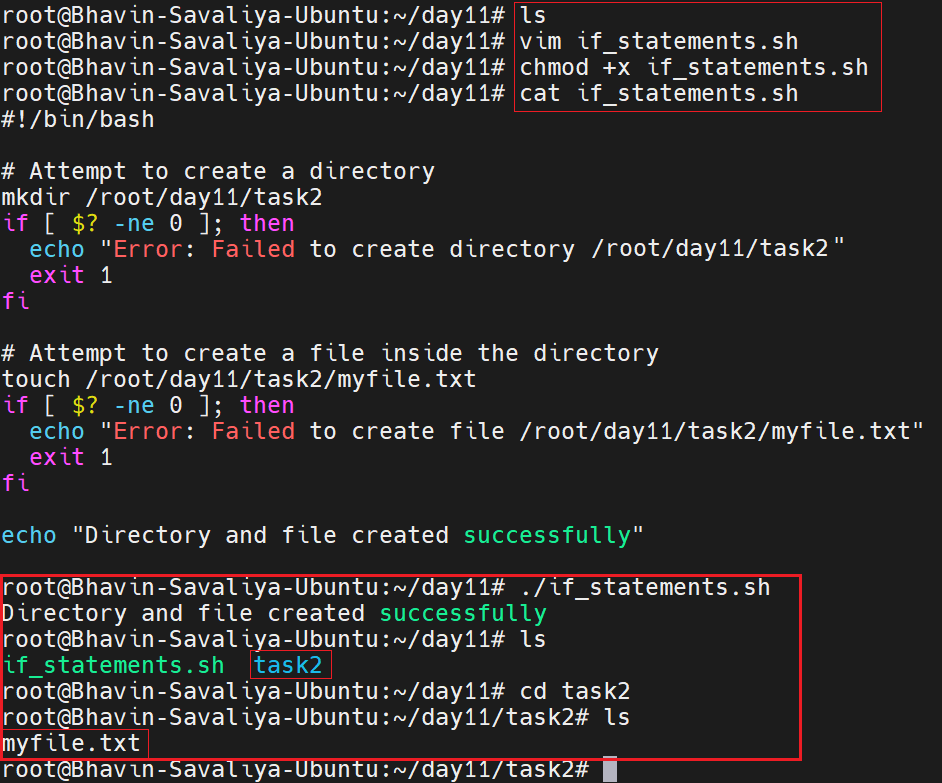 root@Bhavin-Savaliya-Ubuntu:~/day11# ls
root@Bhavin-Savaliya-Ubuntu:~/day11# vim if_statements.sh
root@Bhavin-Savaliya-Ubuntu:~/day11# chmod +x if_statements.sh
root@Bhavin-Savaliya-Ubuntu:~/day11# cat if_statements.sh
#!/bin/bash

# Attempt to create a directory
mkdir /root/day11/task2
if [ $? -ne 0 ]; then
  echo "Error: Failed to create directory /root/day11/task2"
  exit 1
fi

# Attempt to create a file inside the directory
touch /root/day11/task2/myfile.txt
if [ $? -ne 0 ]; then
  echo "Error: Failed to create file /root/day11/task2/myfile.txt"
  exit 1
fi

echo "Directory and file created successfully"

root@Bhavin-Savaliya-Ubuntu:~/day11# ./if_statements.sh
Directory and file created successfully
root@Bhavin-Savaliya-Ubuntu:~/day11# ls
if_statements.sh  task2
root@Bhavin-Savaliya-Ubuntu:~/day11# cd task2
root@Bhavin-Savaliya-Ubuntu:~/day11/task2# ls
myfile.txt
root@Bhavin-Savaliya-Ubuntu:~/day11/task2#